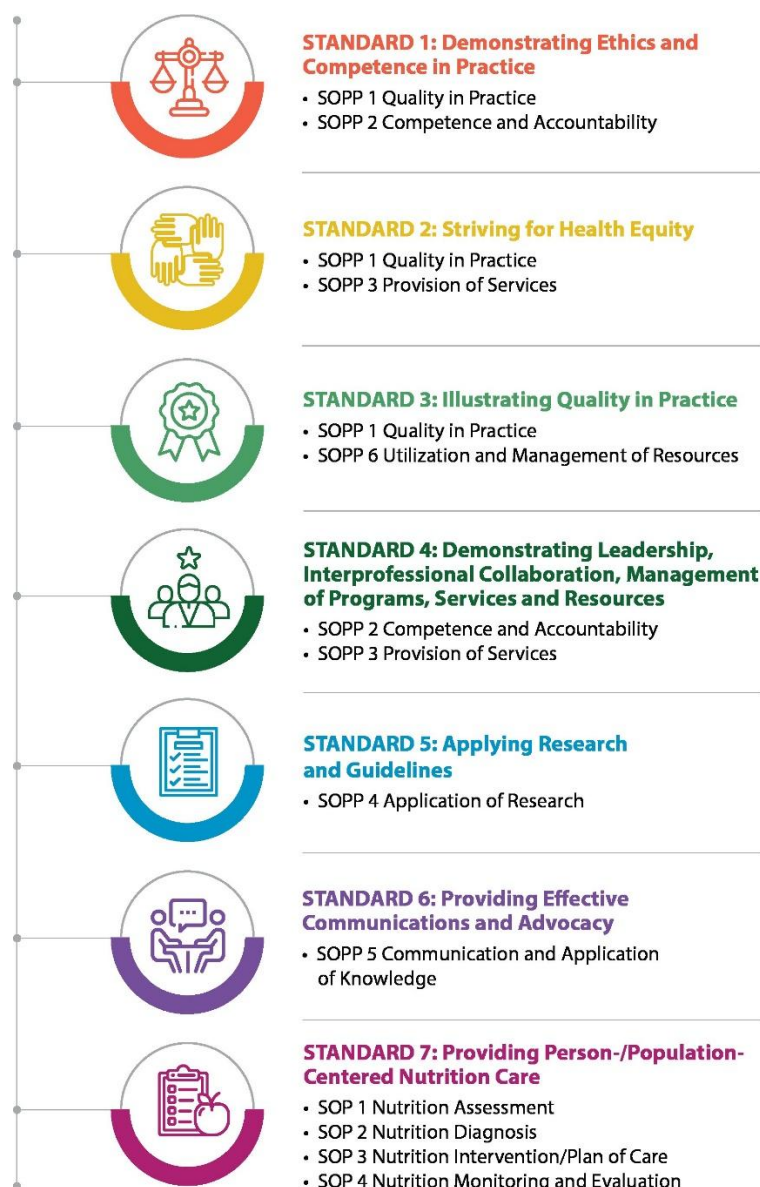 STANDARD 1: Demonstrating Ethics and
Competence in Practice
• SOPP 1 Quality in Practice
• SOPP 2 Competence and Accountability
STANDARD 2: Striving for Health Equity
• SOPP 1 Quality in Practice
• SOPP 3 Provision of Services
STANDARD 3: Illustrating Quality in Practice
• SOPP 1 Quality in Practice
• SOPP 6 Utilization and Management of Resources
STANDARD 4: Demonstrating Leadership,
Interprofessional Collaboration, Management
of Programs, Services and Resources
• SOPP 2 Competence and Accountability
• SOPP 3 Provision of Services
STANDARD 5: Applying Research
and Guidelines
• SOPP 4 Application of Research
STANDARD 6: Providing Effective
Communications and Advocacy
• SOPP 5 Communication and Application
of Knowledge
STANDARD 7: Providing Person-/Population-
Centered Nutrition Care
• SOP 1 Nutrition Assessment
• SOP 2 Nutrition Diagnosis
• SOP 3 Nutrition Intervention/Plan of Care
• SOP 4 Nutrition Monitoring and Evaluation